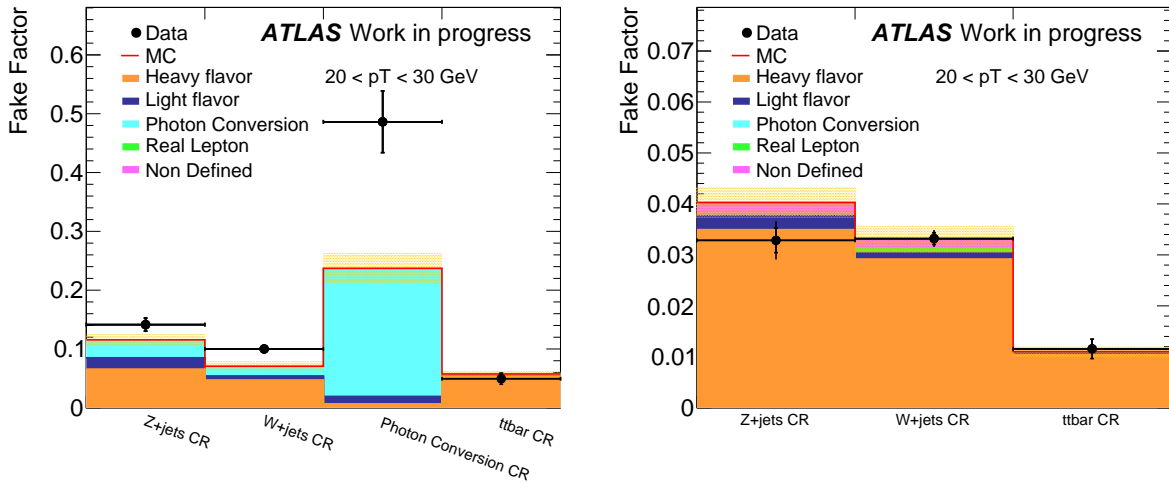 Fake Factor
0.6
0.5
0.4
0.3
0.2
0.1
0
ATLAS Work in progress
20 < pT < 30 GeV
Data
MC
Heavy flavor
Light flavor
Photon Conversion
Real Lepton
Non Defined
Z+jets CR
W+jets CR
Photon Conversion CR
ttbar CR
Fake Factor
0.07
0.06
0.05
0.04
0.03
0.02
0.01
0
ATLAS Work in progress
20 < pT < 30 GeV
Data
MC
Heavy flavor
Light flavor
Photon Conversion
Real Lepton
Non Defined
Z+jets CR
W+jets CR
ttbar CR